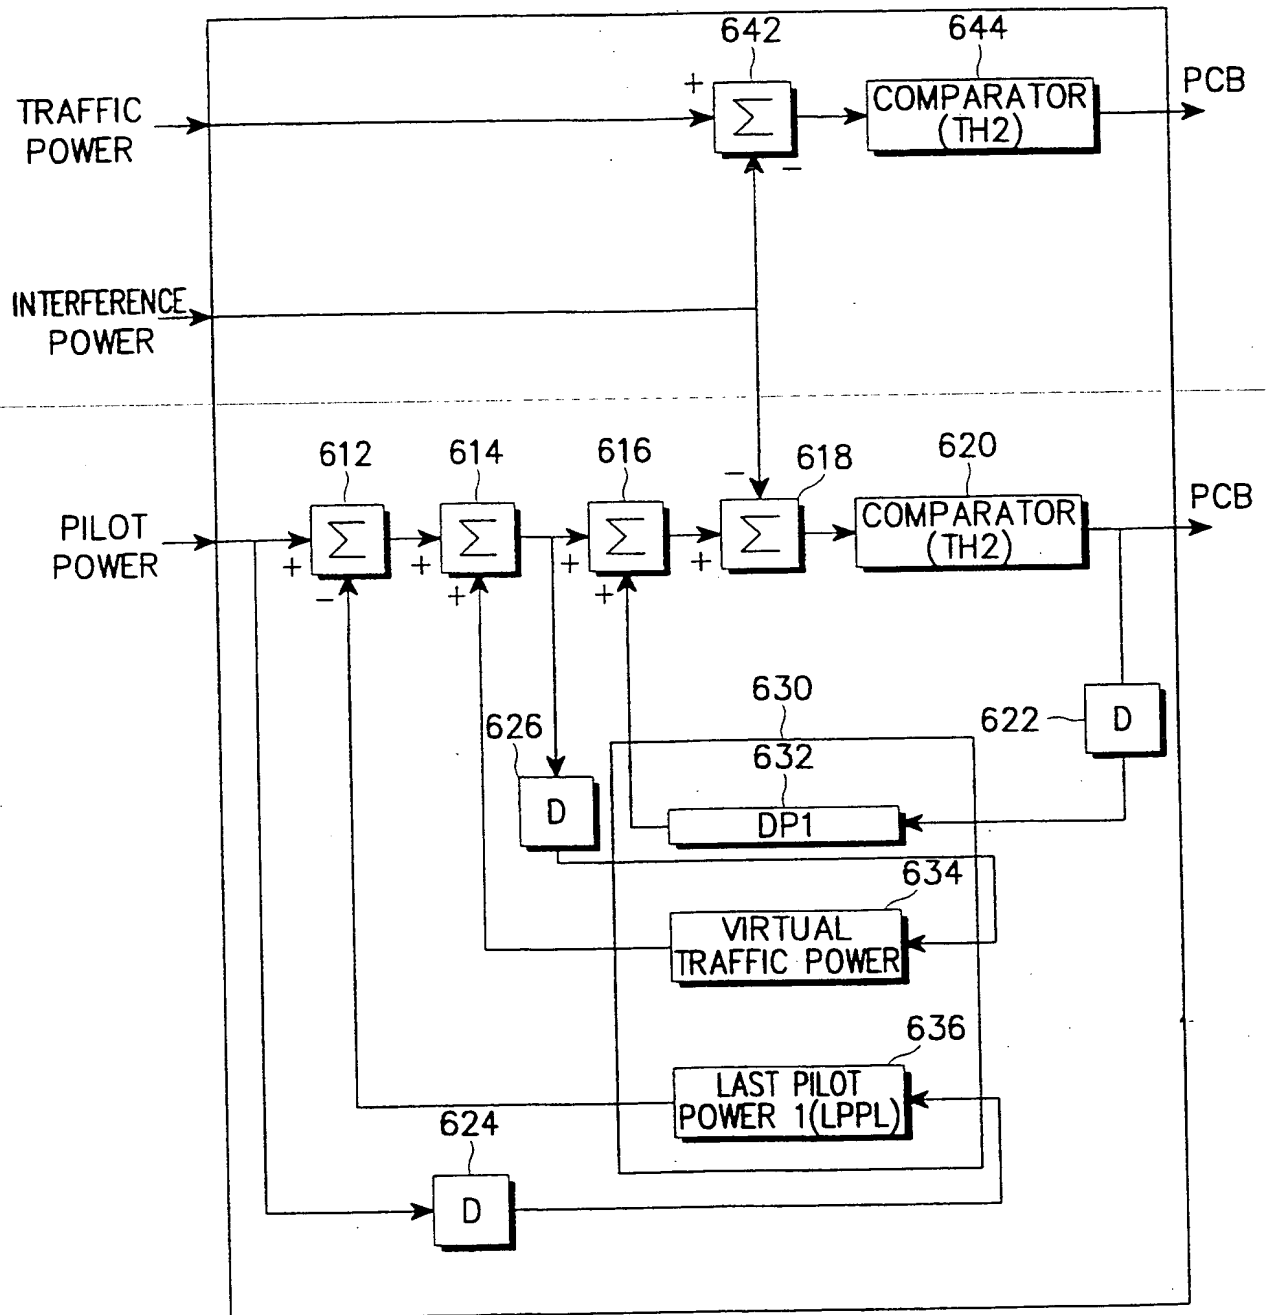 642
644
+
TRAFFIC
POWER
Σ
COMPARATOR
(TH2)
PCB
−
INTERFERENCE
POWER
612
614
616
−
618
620
PILOT
POWER
+
Σ
−
+
Σ
+
+
Σ
+
+
Σ
COMPARATOR
(TH2)
PCB
630
622
D
626
D
632
DP1
634
VIRTUAL
TRAFFIC POWER
636
LAST PILOT
POWER 1(LPPL)
624
D